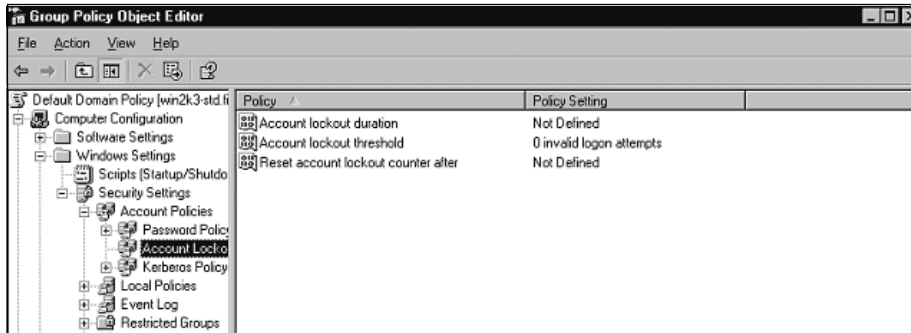 Group Policy Object Editor
File Action View Help
Default Domain Policy [win2k3-std.fi
Computer Configuration
Software Settings
Windows Settings
Scripts (Startup/Shutdo
Security Settings
Account Policies
Password Policy
Account Locko
Kerberos Policy
Local Policies
Event Log
Restricted Groups
Policy Policy Setting
Account lockout duration Not Defined
Account lockout threshold 0 invalid logon attempts
Reset account lockout counter after Not Defined